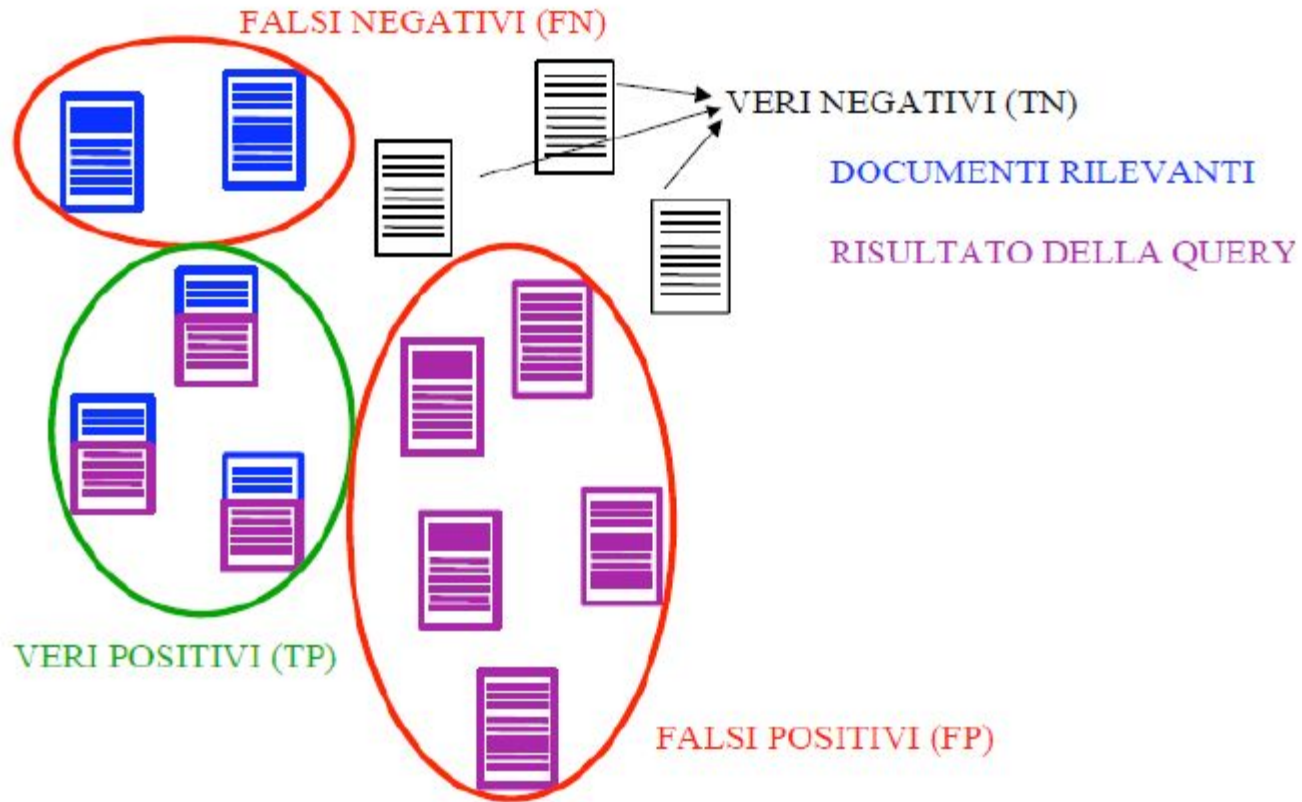 FALSI NEGATIVI (FN)
VERI NEGATIVI (TN)
DOCUMENTI RILEVANTI
RISULTATO DELLA QUERY
VERI POSITIVI (TP)
FALSI POSITIVI (FP)